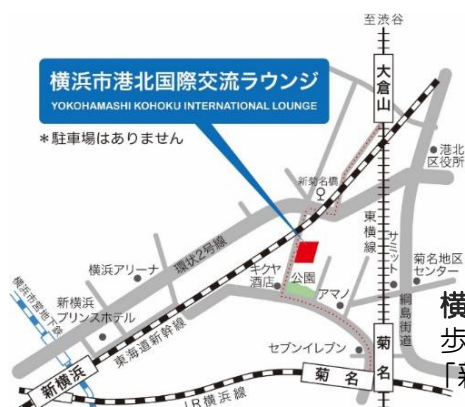 至渋谷
横浜市港北国際交流ラウンジ
YOKOHAMASHI KOHOKU INTERNATIONAL LOUNGE
*駐車場はありません
大倉山
港北
区役所
新菊名橋
環状2号線
東横線
サミット
菊名地区
センター
横浜アリーナ
キクヤ
酒店
公園
アマノ
綱島街道
新横浜
プリンスホテル
東海道新幹線
横浜市営地下鉄
セブンイレブン
新横浜
菊名
菊名
JR横浜線
横
歩
「新